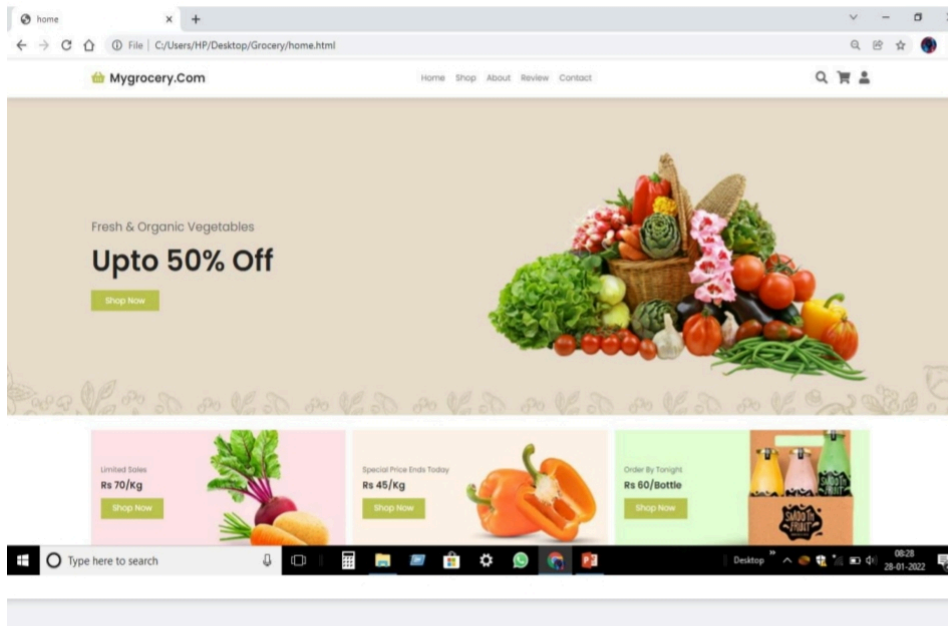 home
File | C:/Users/HP/Desktop/Grocery/home.html
Mygrocery.Com
Home Shop About Review Contact
Fresh & Organic Vegetables
Upto 50% Off
Shop Now
Limited Sales
Rs 70/Kg
Shop Now
Special Price Ends Today
Rs 45/Kg
Shop Now
Order By Tonight
Rs 60/Bottle
Shop Now
SMOOTH
FRUIT
Type here to search
Desktop
08:28
28-01-2022